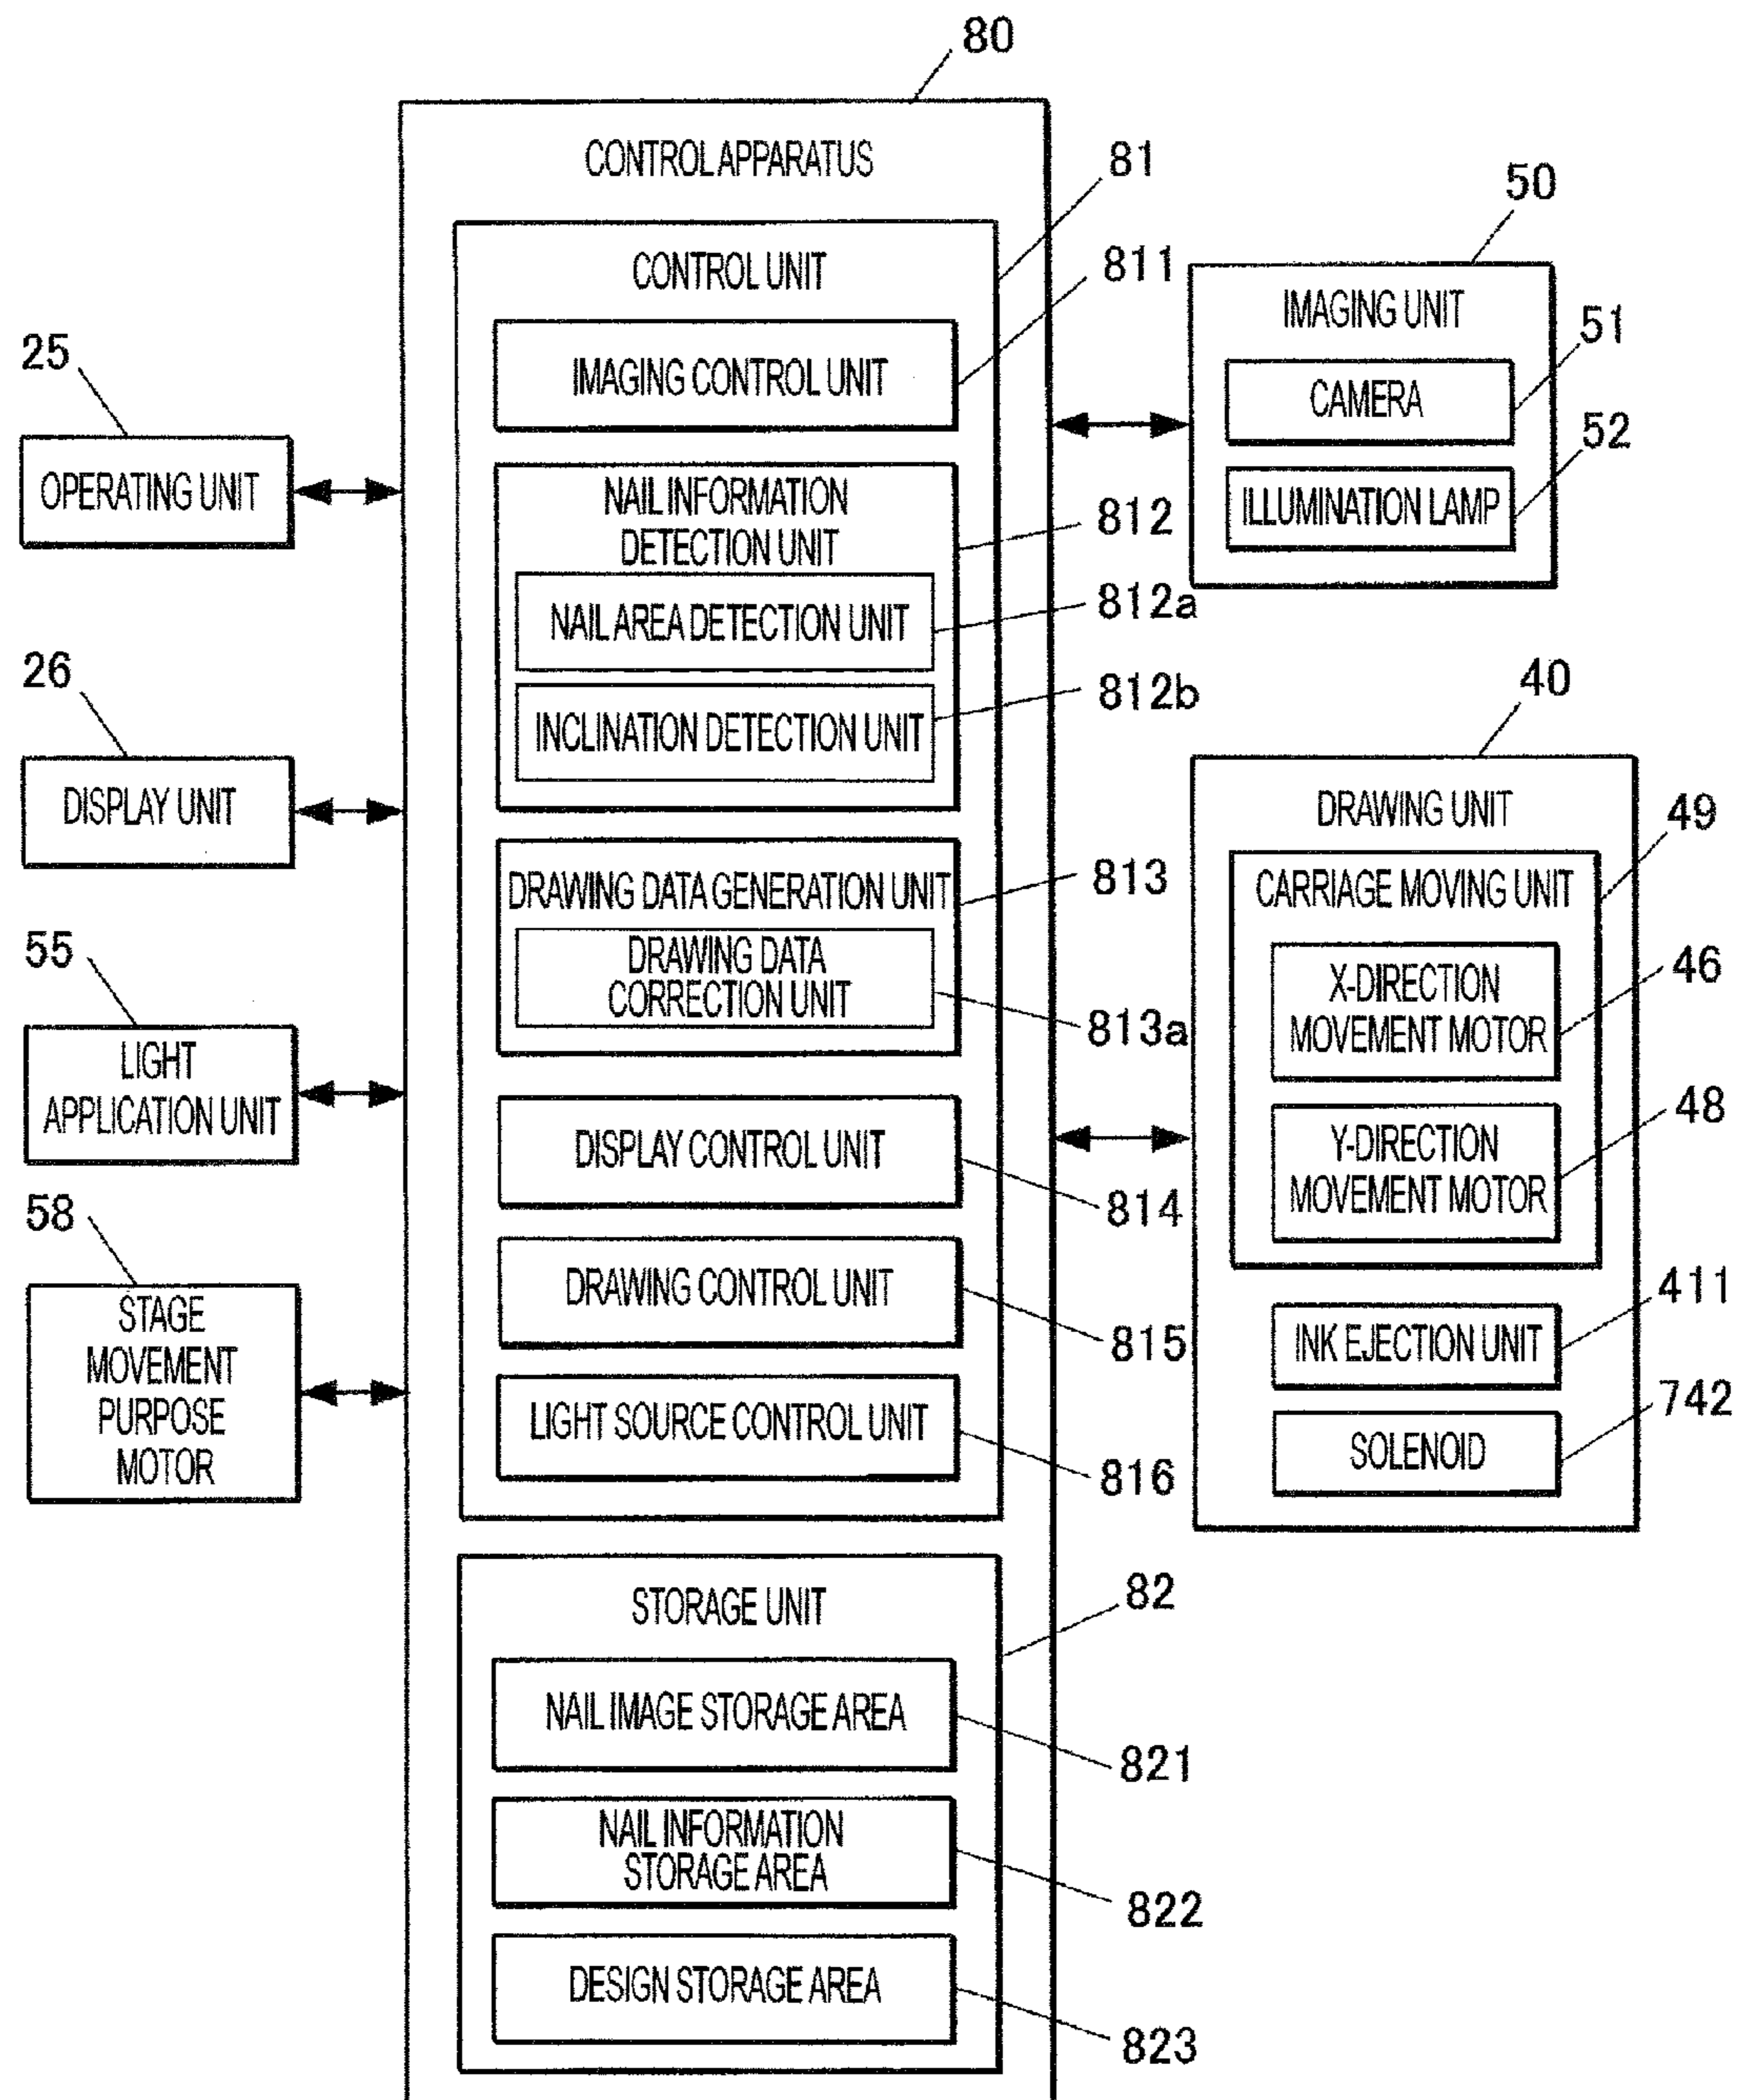 80
CONTROL APPARATUS
81
CONTROL UNIT
811
IMAGING CONTROL UNIT
NAIL INFORMATION
DETECTION UNIT
812
NAIL AREA DETECTION UNIT
812a
INCLINATION DETECTION UNIT
812b
DRAWING DATA GENERATION UNIT
813
DRAWING DATA
CORRECTION UNIT
813a
DISPLAY CONTROL UNIT
814
DRAWING CONTROL UNIT
815
LIGHT SOURCE CONTROL UNIT
816
STORAGE UNIT
82
NAIL IMAGE STORAGE AREA
821
NAIL INFORMATION
STORAGE AREA
822
DESIGN STORAGE AREA
823
25
OPERATING UNIT
26
DISPLAY UNIT
55
LIGHT
APPLICATION UNIT
58
STAGE
MOVEMENT
PURPOSE
MOTOR
50
IMAGING UNIT
51
CAMERA
52
ILLUMINATION LAMP
40
DRAWING UNIT
49
CARRIAGE MOVING UNIT
X-DIRECTION
MOVEMENT MOTOR
46
Y-DIRECTION
MOVEMENT MOTOR
48
411
INK EJECTION UNIT
742
SOLENOID